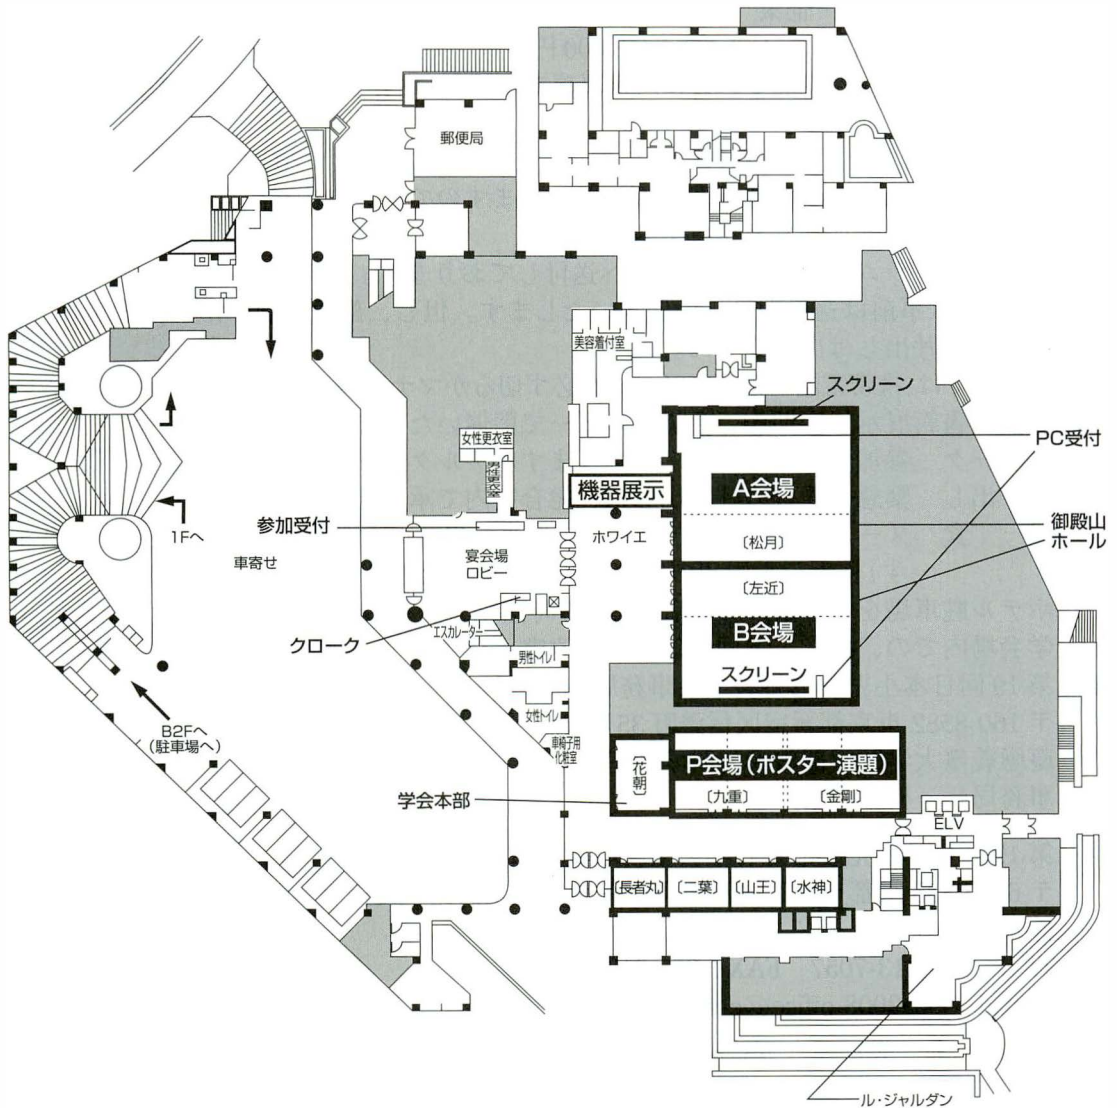 郵便局
美容着付室
スクリーン
女性更衣室
PC受付
機器展示
A会場
参加受付
ホワイエ
御殿山
ホール
1Fへ
車寄せ
宴会場
ロビー
〔松月〕
〔左近〕
クローク
エスカレーター
B会場
男性トイレ
スクリーン
女性トイレ
B2Fへ
(駐車場へ)
車椅子用
化粧室
〔花朝〕
P会場(ポスター演題)
〔九重〕
〔金剛〕
学会本部
ELV
〔長者丸〕
〔二葉〕
〔山王〕
〔水神〕
ル・ジャルダン